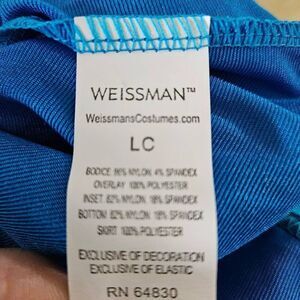 WEISSMAN™
WeissmansCostumes.com
LC
BODICE: 96% NYLON 4% SPANDEX
OVERLAY: 100% POLYESTER
INSET: 82% NYLON 18% SPANDEX
BOTTOM: 82% NYLON 18% SPANDEX
SKIRT: 100% POLYESTER
EXCLUSIVE OF DECORATION
EXCLUSIVE OF ELASTIC
RN 64830